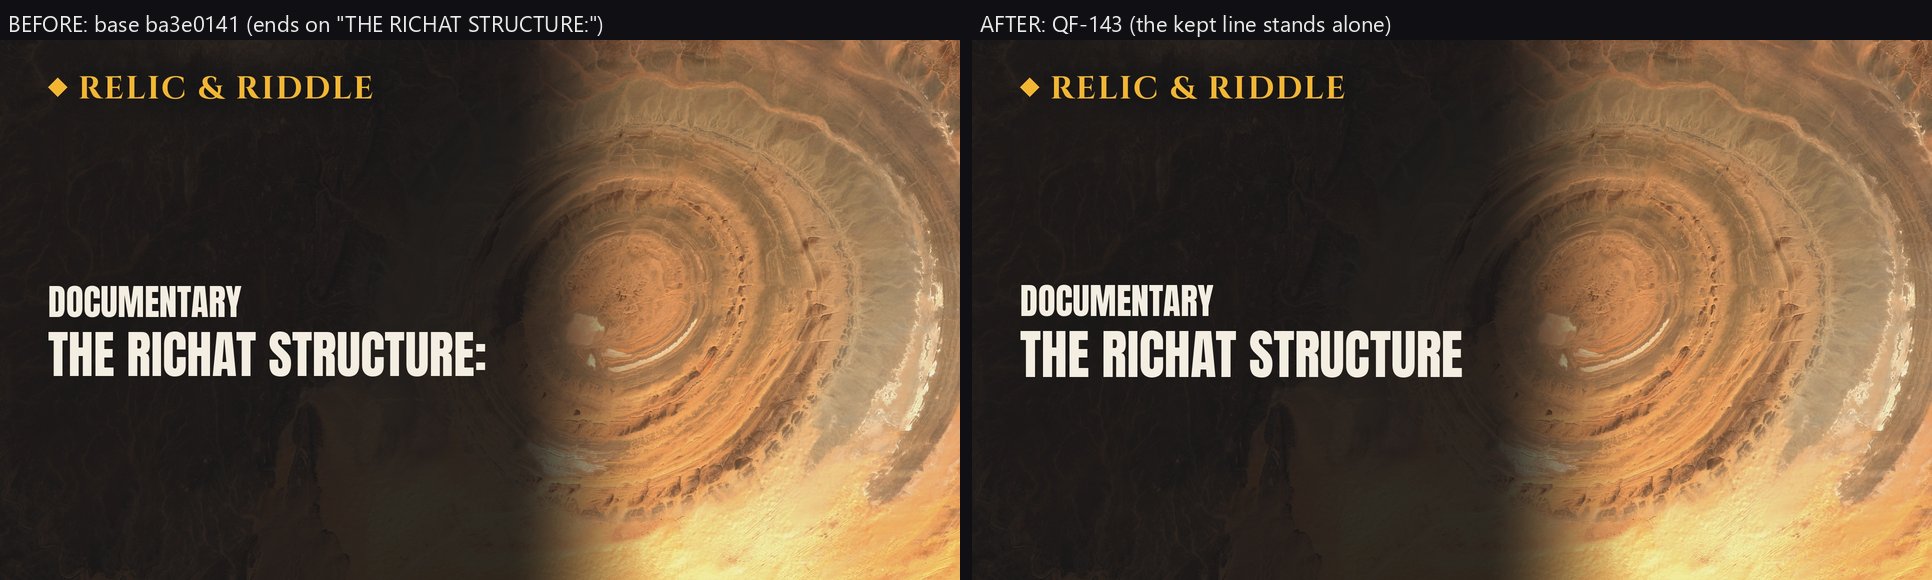 BEFORE: base ba3e0141 (ends on "THE RICHAT STRUCTURE:")
RELIC & RIDDLE
DOCUMENTARY
THE RICHAT STRUCTURE:
AFTER: QF-143 (the kept line stands alone)
RELIC & RIDDLE
DOCUMENTARY
THE RICHAT STRUCTURE